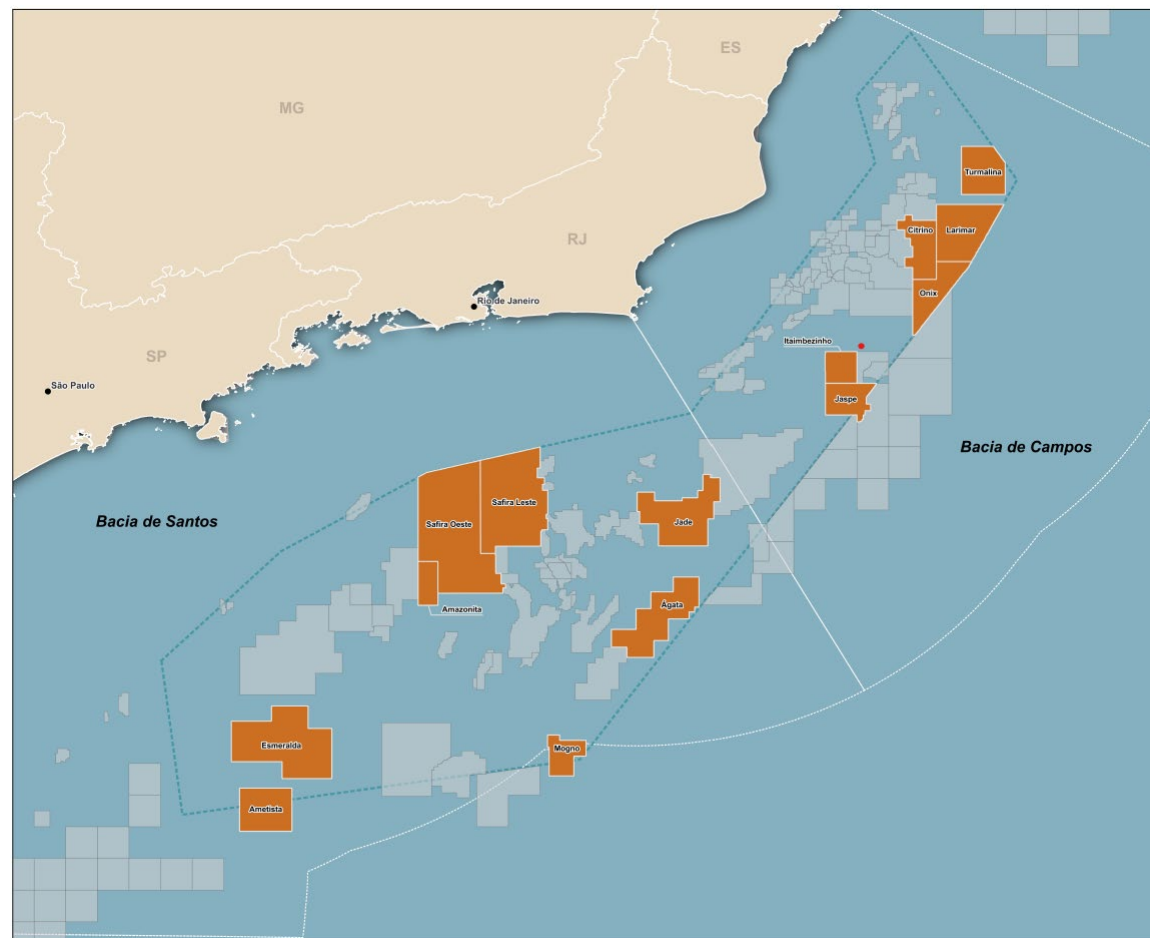 ES
MG
Turmalina
Citrino
Larimar
RJ
Onix
Rio de Janeiro
Itaimbezinho
SP
São Paulo
Jaspe
Bacia de Campos
Safira Leste
Bacia de Santos
Safira Oeste
Jade
Amazonita
Ágata
Esmeralda
Mogno
Ametista